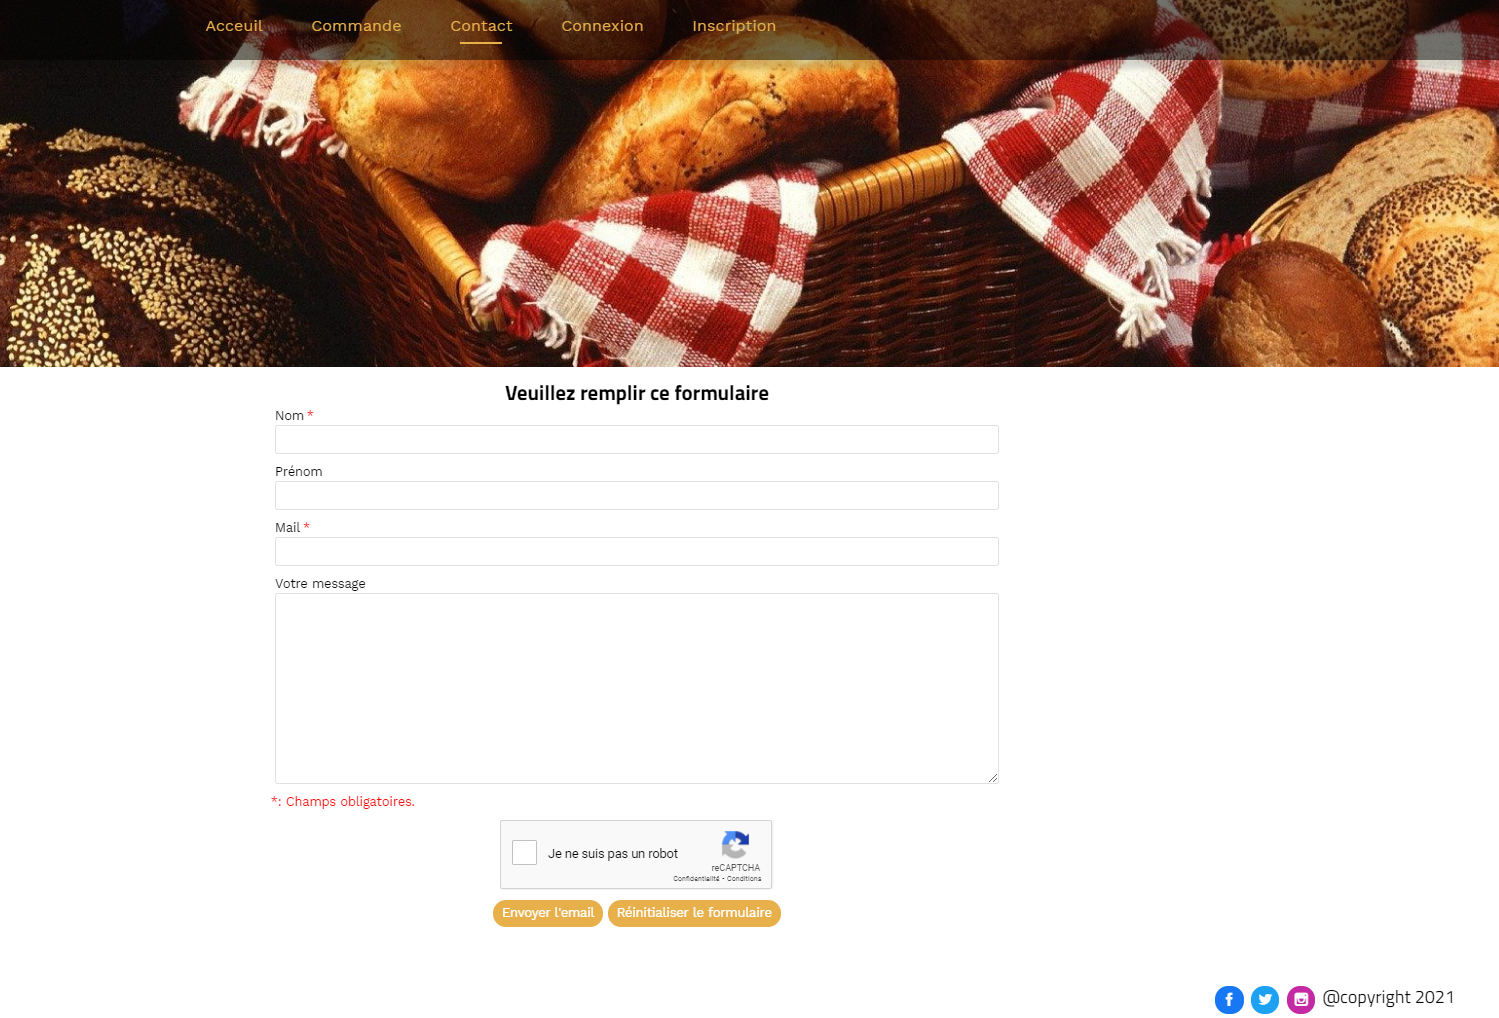 Acceuil Commande Contact Connexion Inscription
Veuillez remplir ce formulaire
Nom *
Prénom
Mail *
Votre message
*: Champs obligatoires.
Je ne suis pas un robot
reCAPTCHA
Confidentialité - Conditions
Envoyer l'email Réinitialiser le formulaire
@copyright 2021